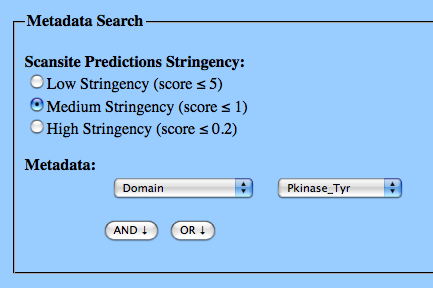 Metadata Search
Scansite Predictions Stringency:
Low Stringency (score ≤ 5)
Medium Stringency (score ≤ 1)
High Stringency (score ≤ 0.2)
Metadata:
Domain Pkinase_Tyr
AND ↓ OR ↓